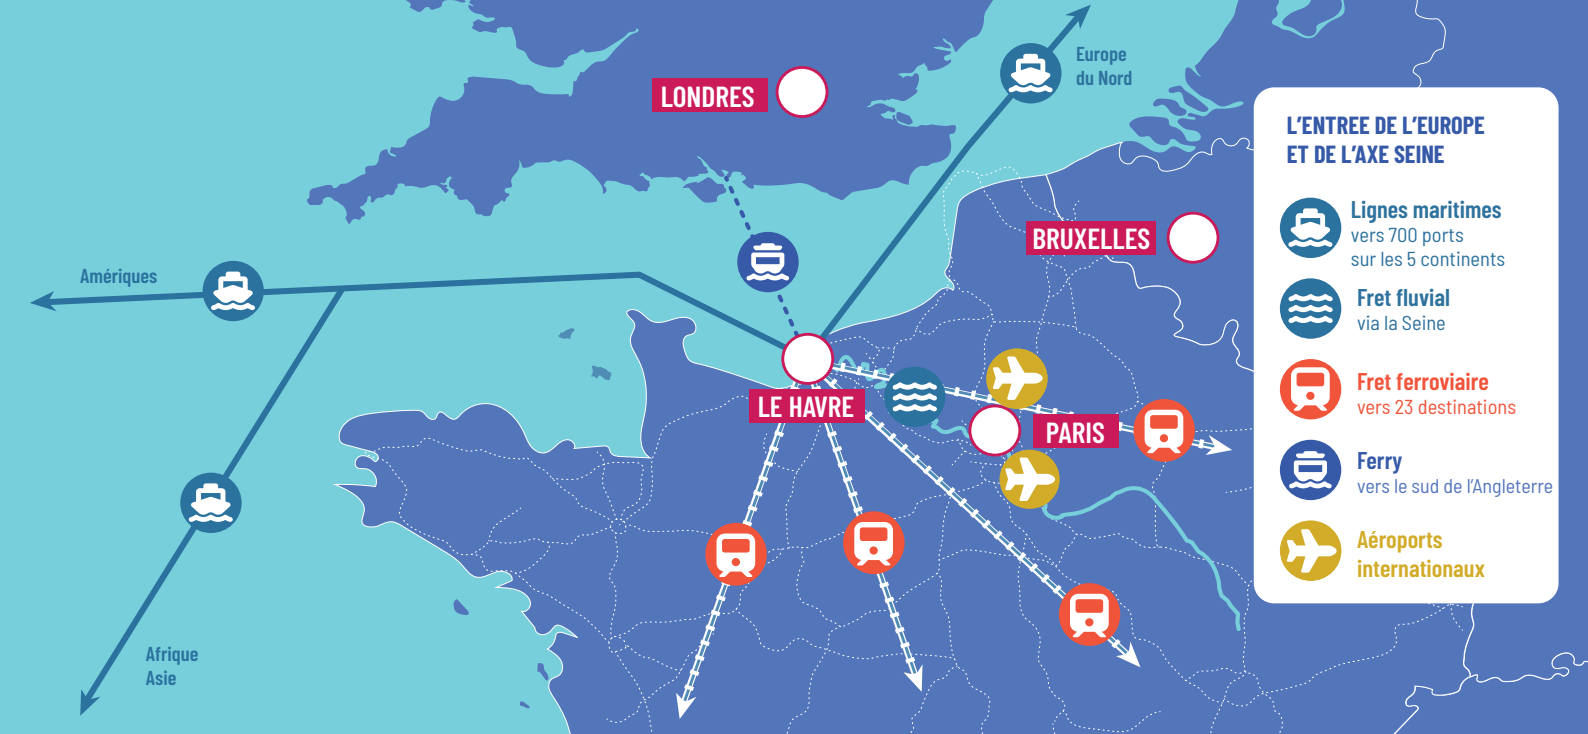 Europe
du Nord
LONDRES
BRUXELLES
Amériques
LE HAVRE
PARIS
Afrique
Asie
L'ENTREE DE L'EUROPE
ET DE L'AXE SEINE
Lignes maritimes
vers 700 ports
sur les 5 continents
Fret fluvial
via la Seine
Fret ferroviaire
vers 23 destinations
Ferry
vers le sud de l'Angleterre
Aéroports
internationaux